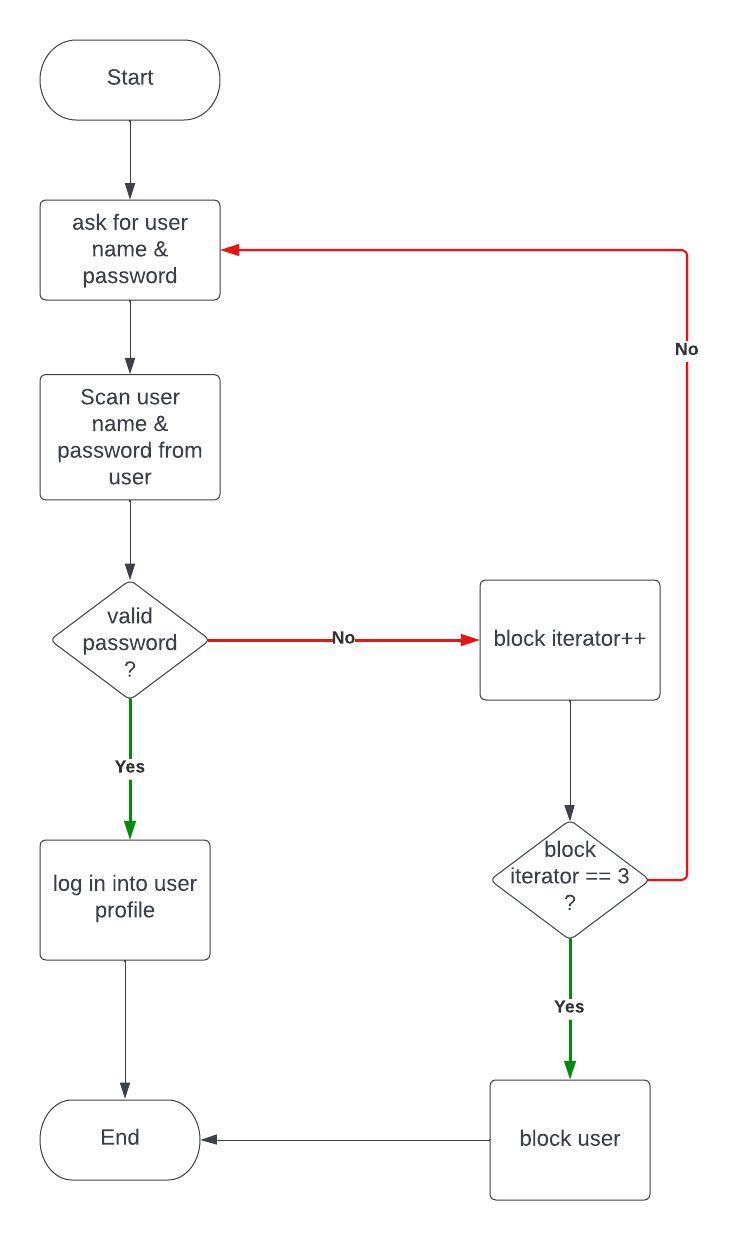 Start
ask for user
name &
password
No
Scan user
name &
password from
user
valid
password
?
No
block iterator++
Yes
block
iterator == 3
?
log in into user
profile
Yes
End
block user